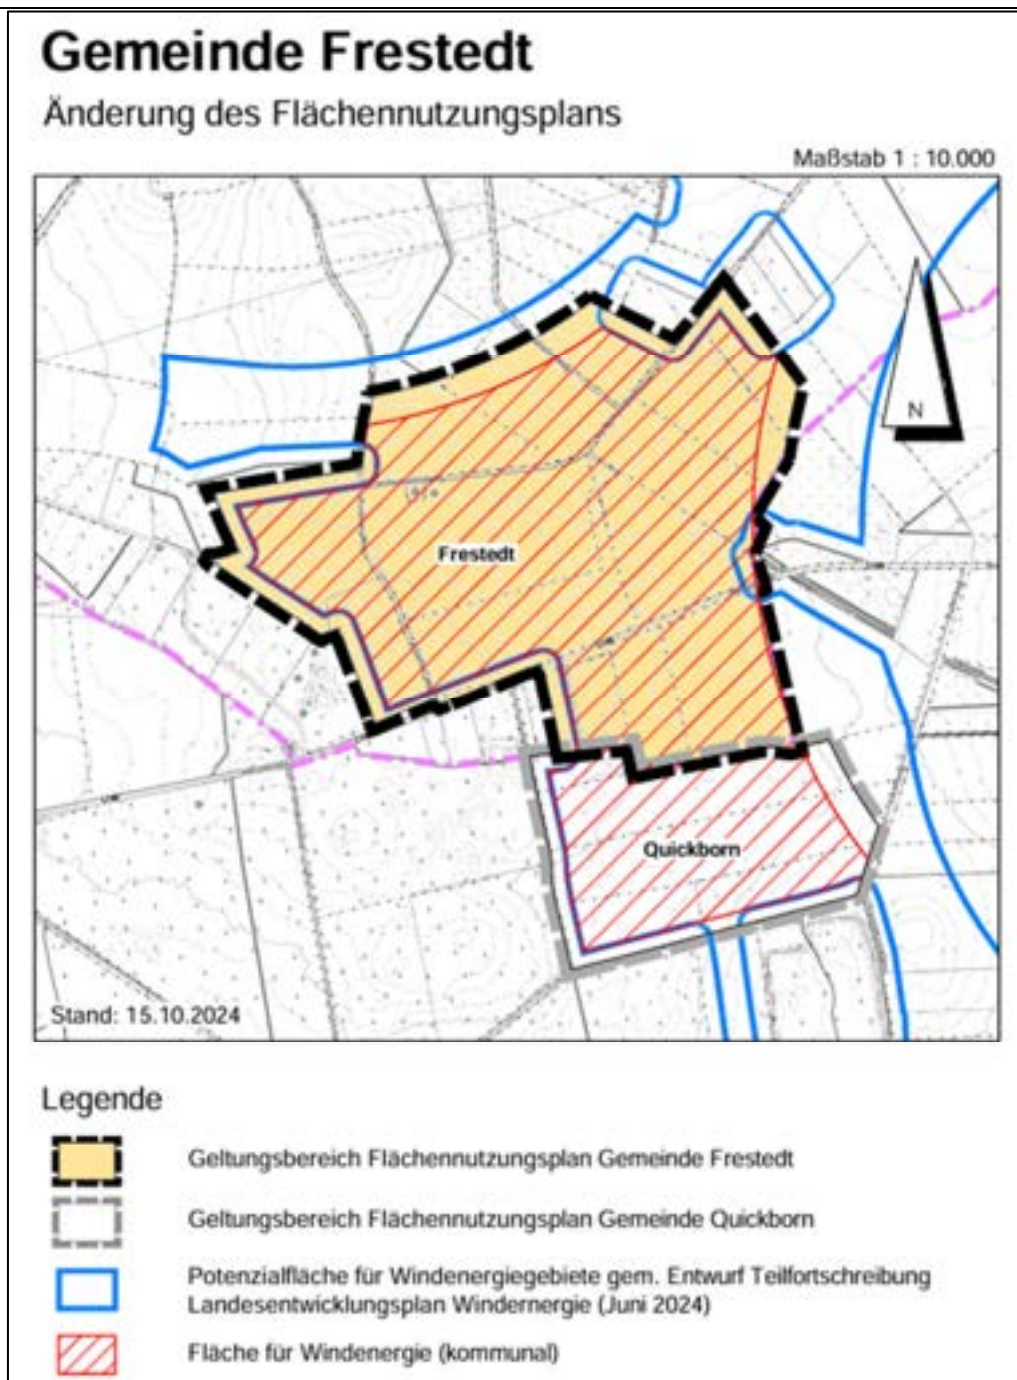 Gemeinde Frestedt
Änderung des Flächennutzungsplans
Maßstab 1 : 10.000
N
Frestedt
Quickborn
Stand: 15.10.2024
Legende
Geltungsbereich Flächennutzungsplan Gemeinde Frestedt
Geltungsbereich Flächennutzungsplan Gemeinde Quickborn
Potenzialfläche für Windenergiegebiete gem. Entwurf Teilfortschreibung
Landesentwicklungsplan Windernergie (Juni 2024)
Fläche für Windenergie (kommunal)